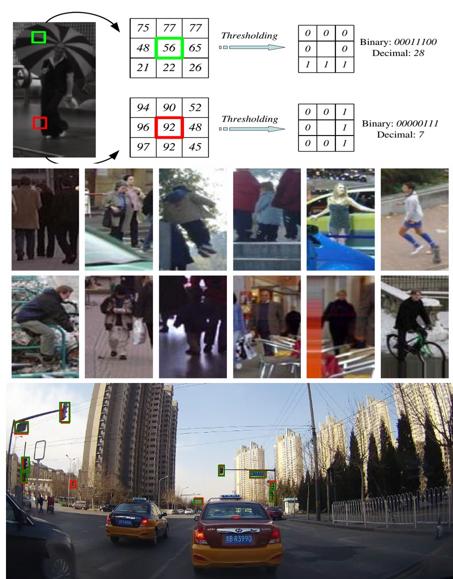 75 77 77
48 56 65
21 22 26
Thresholding
0 0 0
0 0
1 1 1
Binary: 00011100
Decimal: 28
94 90 52
96 92 48
97 92 45
Thresholding
0 0 1
0 1
0 0 1
Binary: 00000111
Decimal: 7